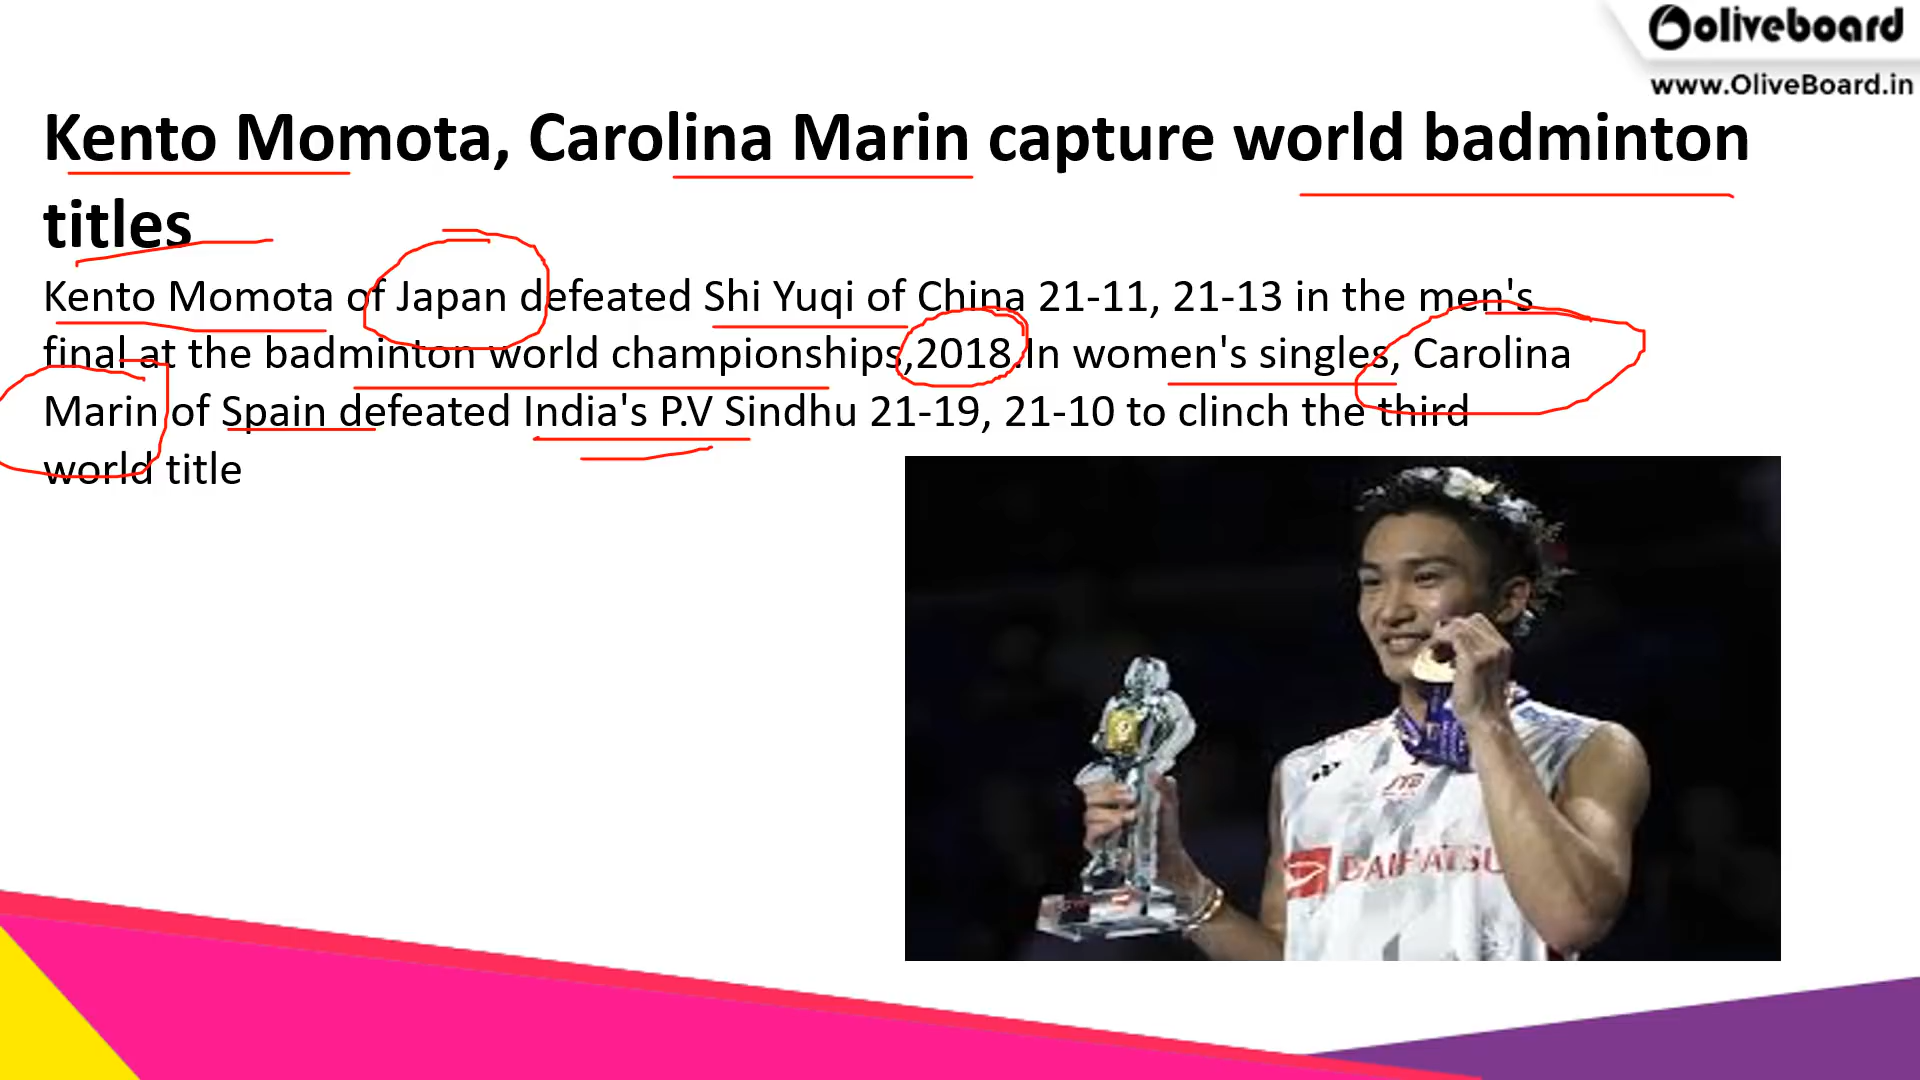 oliveboard
www.OliveBoard.in
Kento Momota, Carolina Marin capture world badminton
titles
Kento Momota of Japan defeated Shi Yuqi of China 21-11, 21-13 in the men's
final at the badminton world championships,2018.In women's singles, Carolina
Marin of Spain defeated India's P.V Sindhu 21-19, 21-10 to clinch the third
world title
DAIHATSU